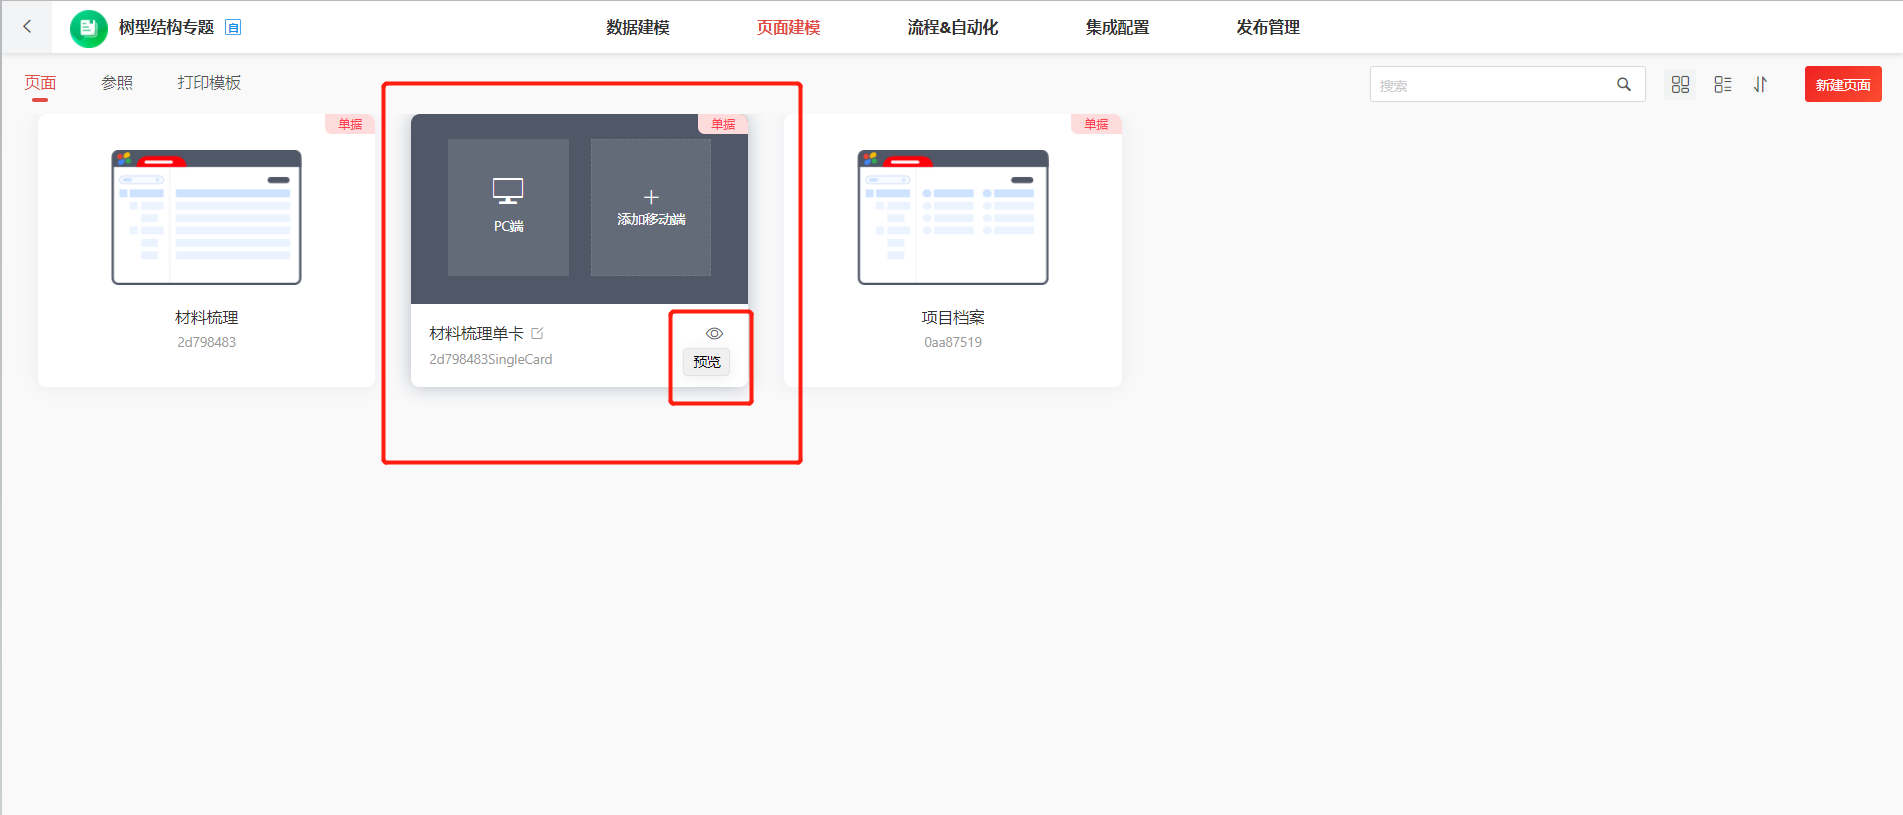 树型结构专题 自
数据建模 页面建模 流程&自动化 集成配置 发布管理
页面 参照 打印模板
搜索
新建页面
单据
材料梳理
2d798483
单据
PC端
添加移动端
材料梳理单卡
2d798483SingleCard
预览
单据
项目档案
0aa87519